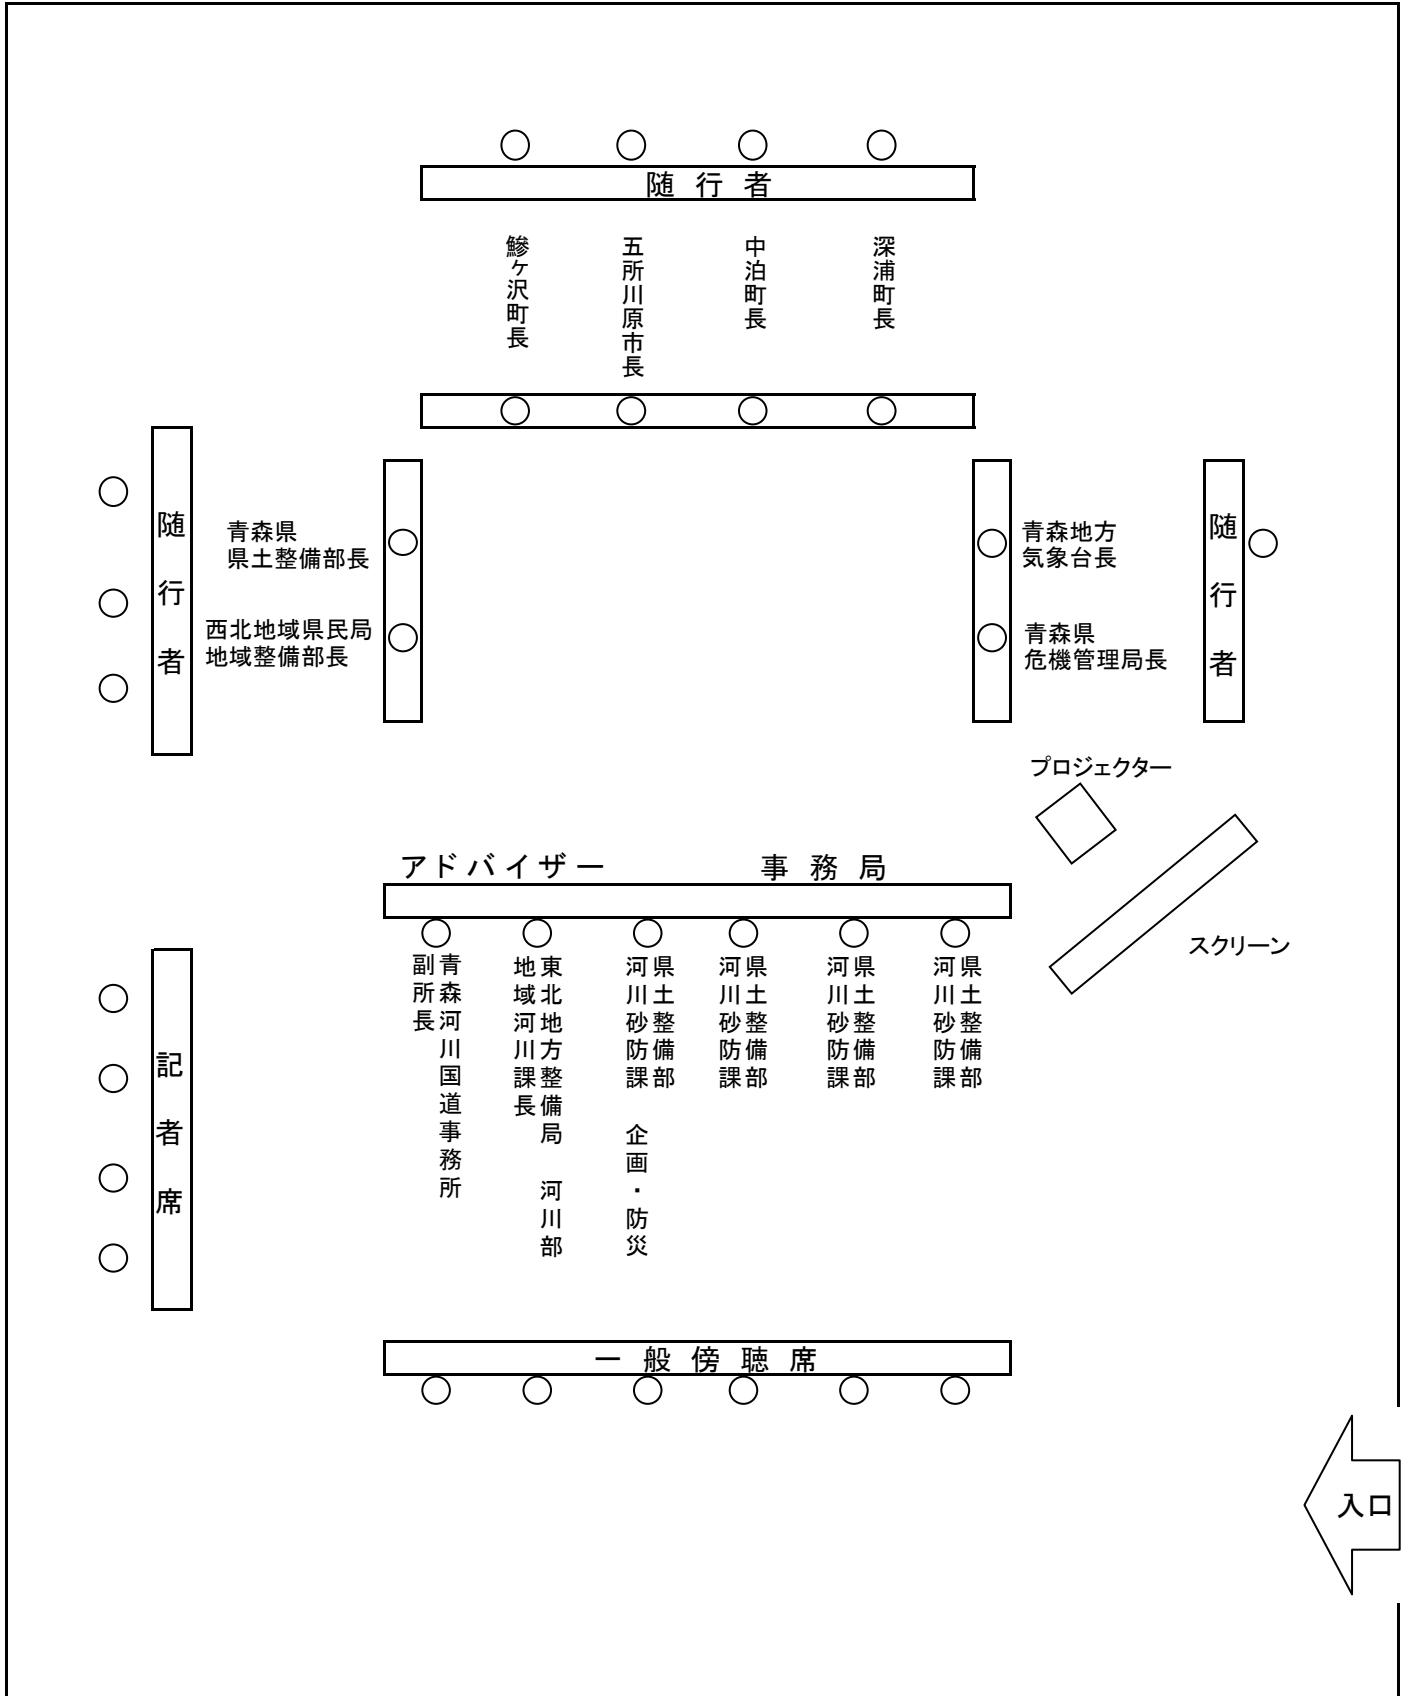 随行者
鰺ヶ沢町長
五所川原市長
中泊町長
深浦町長
随行者
青森県
県土整備部長
西北地域県民局
地域整備部長
青森地方
気象台長
青森県
危機管理局長
随行者
プロジェクター
スクリーン
アドバイザー
事務局
青森河川国道事務所
副所長
東北地方整備局 河川部
地域河川課長
県土整備部
河川砂防課 企画・防災
県土整備部
河川砂防課
県土整備部
河川砂防課
県土整備部
河川砂防課
記者席
一般傍聴席
入口